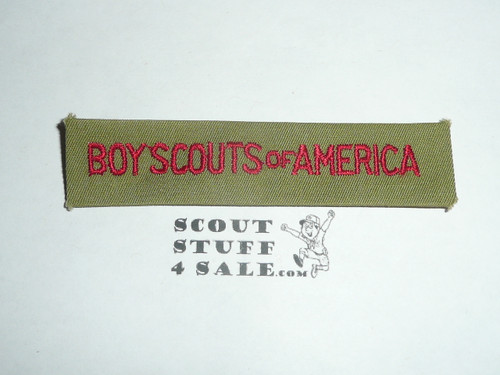 BOY SCOUTS OF AMERICA
SCOUT
STUFF
4 SALE.COM